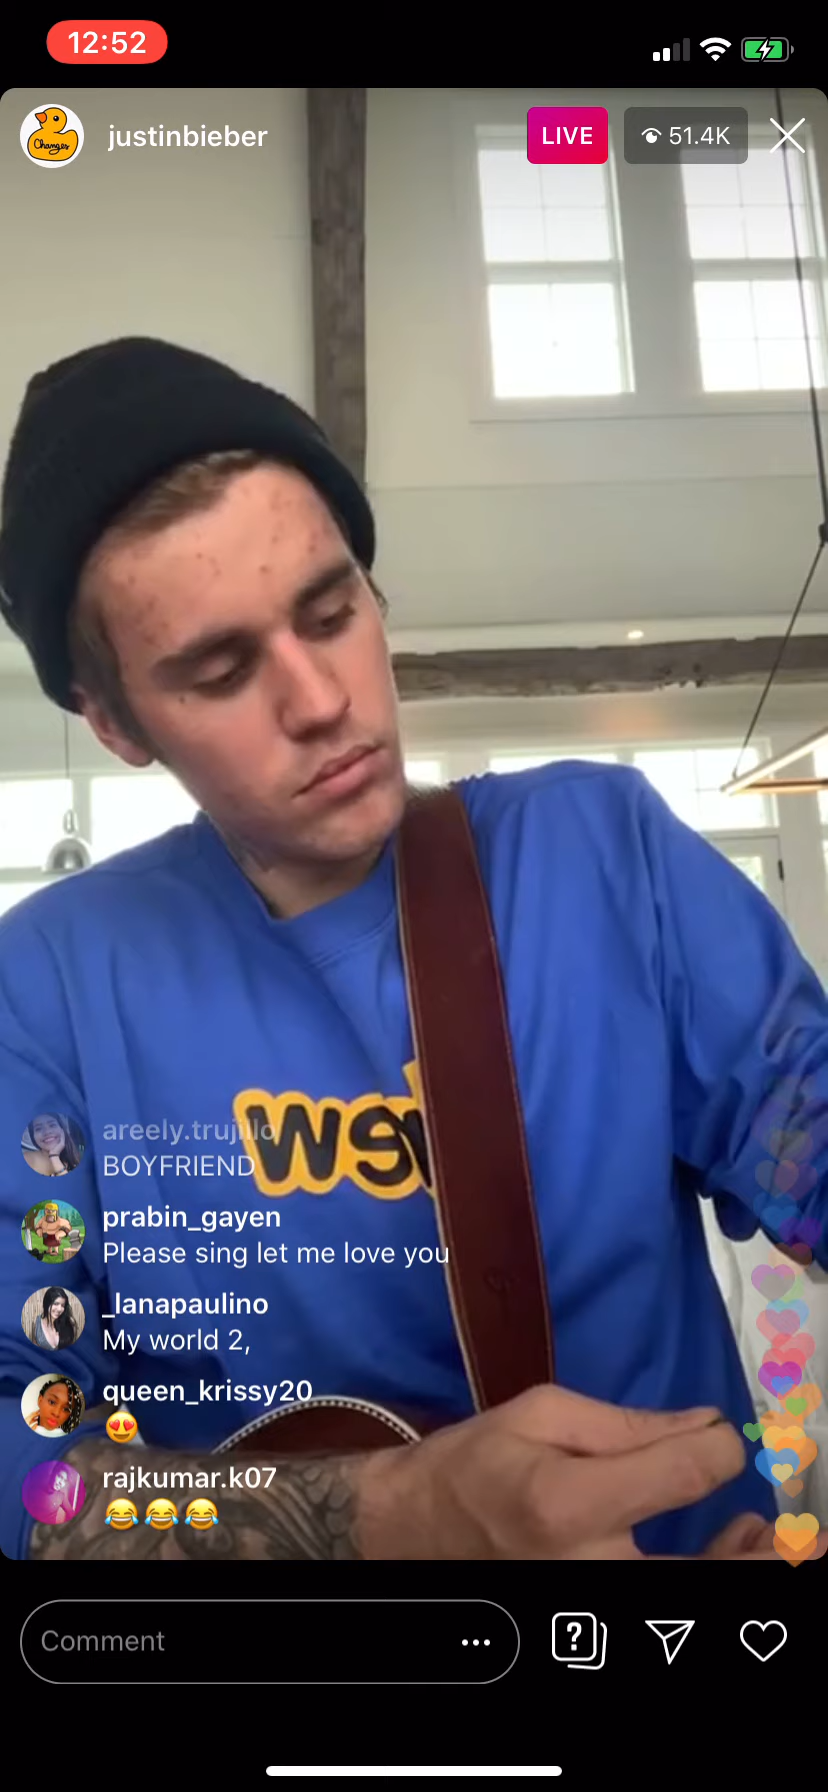 12:52
Changes
justinbieber
LIVE
51.4K
areely.trujillo
BOYFRIEND
prabin_gayen
Please sing let me love you
_lanapaulino
My world 2,
queen_krissy20
😍
rajkumar.k07
😂😂😂
Comment